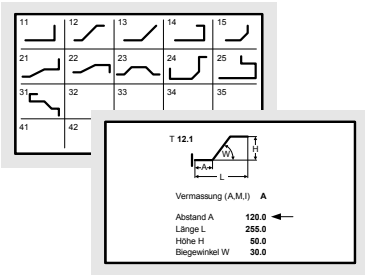 11 12 13 14 15
21 22 23 24 25
31 32 33 34 35
41 42
T 12.1
W
H
A
L
Vermassung (A,M,I) A
Abstand A 120.0
Länge L 255.0
Höhe H 50.0
Biegewinkel W 30.0